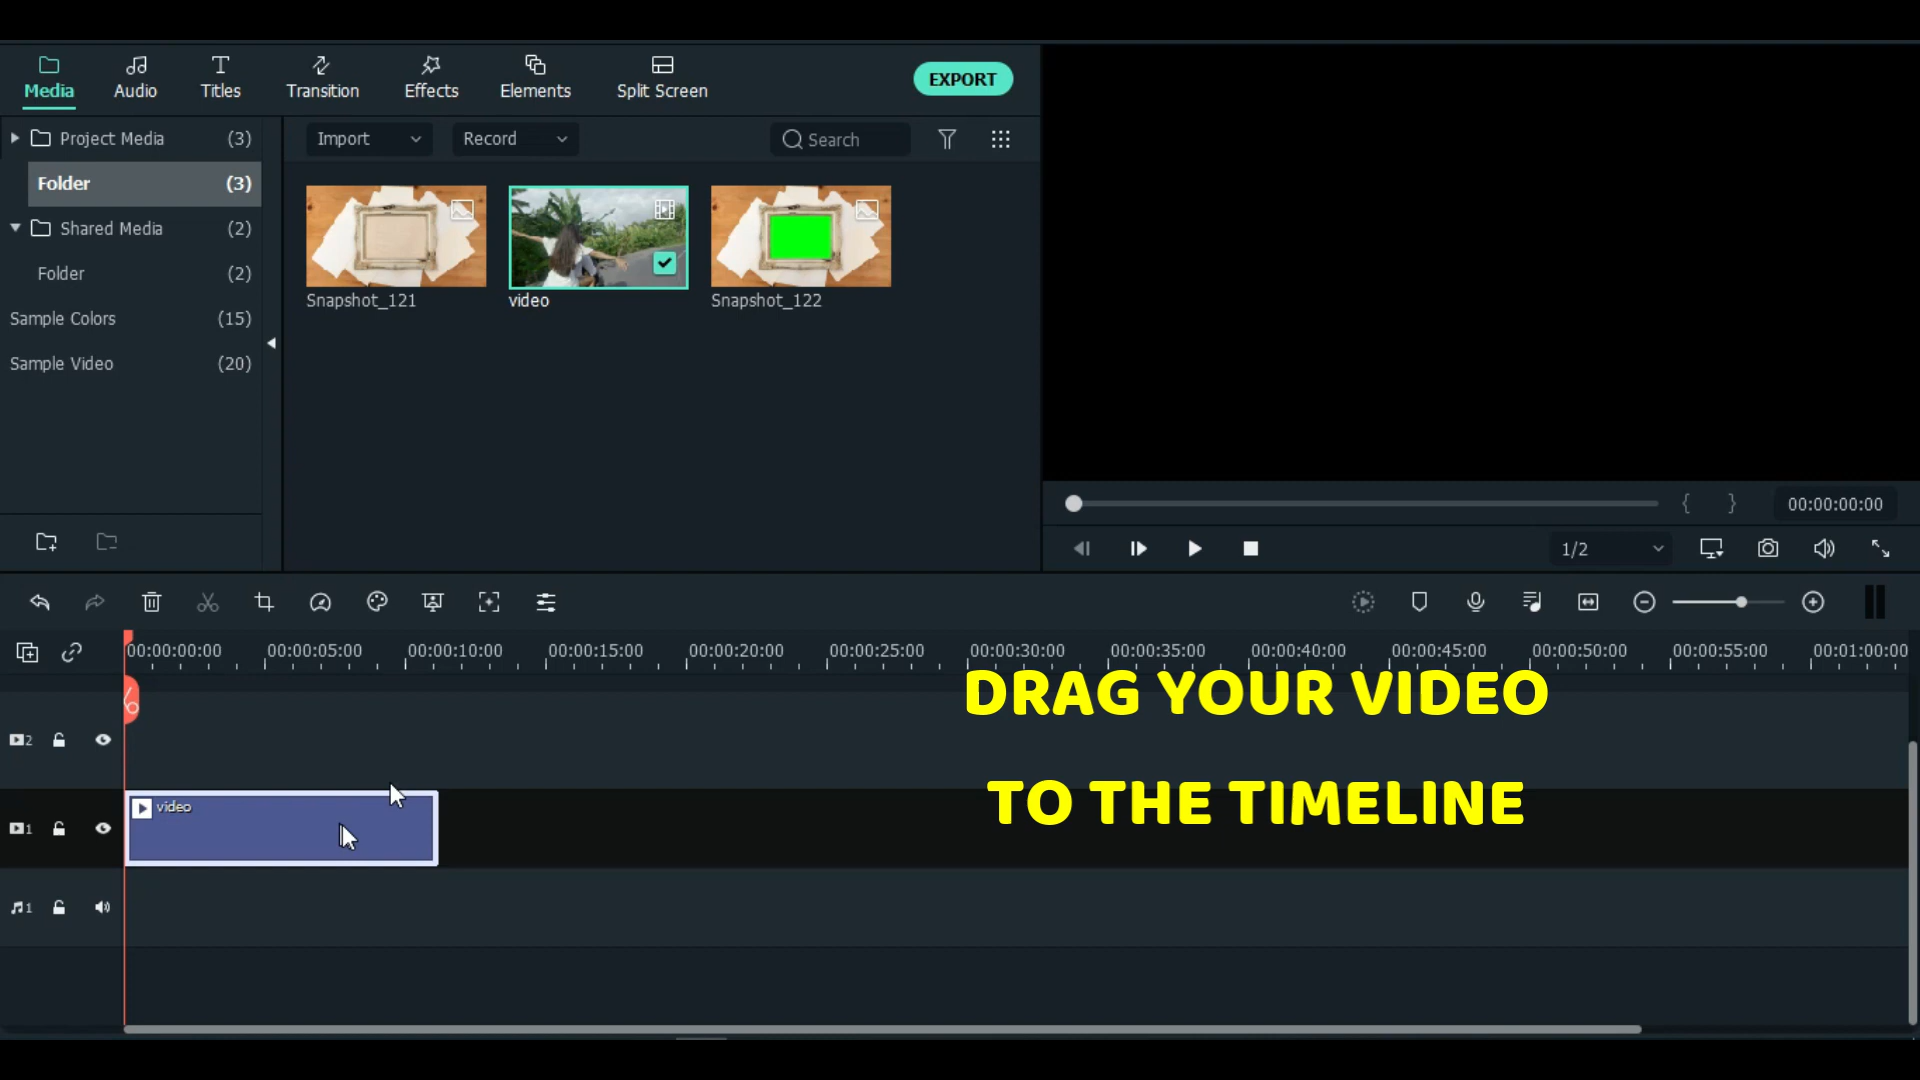 Media
Audio
Titles
Transition
Effects
Elements
Split Screen
EXPORT
Project Media (3)
Folder (3)
Shared Media (2)
Folder (2)
Sample Colors (15)
Sample Video (20)
Import
Record
Search
Snapshot_121
video
Snapshot_122
00:00:00:00
1/2
00:00:00:00 00:00:05:00 00:00:10:00 00:00:15:00 00:00:20:00 00:00:25:00 00:00:30:00 00:00:35:00 00:00:40:00 00:00:45:00 00:00:50:00 00:00:55:00 00:01:00:00
DRAG YOUR VIDEO
TO THE TIMELINE
2
1
video
1